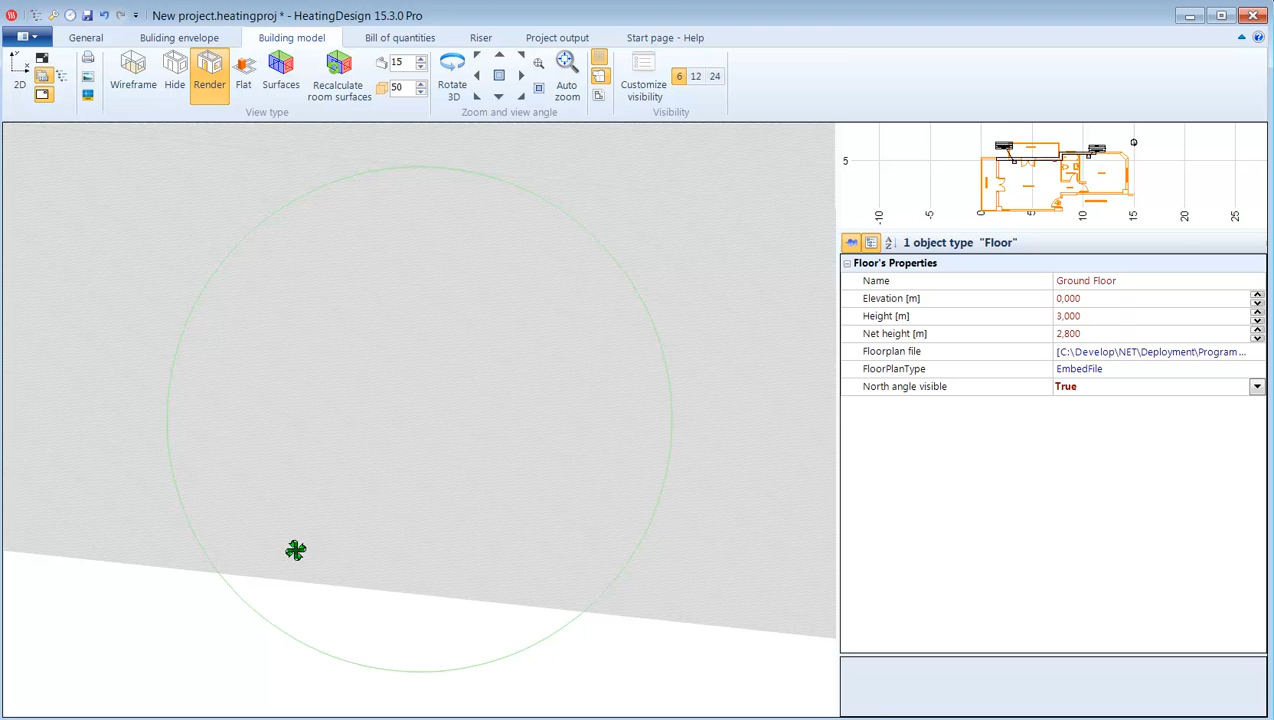 New project.heatingproj * - HeatingDesign 15.3.0 Pro
General Building envelope Building model Bill of quantities Riser Project output Start page - Help
2D
Wireframe
Hide
Render
Flat
Surfaces
Recalculate
room surfaces
15
50
Rotate
3D
Auto
zoom
Customize
visibility
6 12 24
View type
Zoom and view angle
Visibility
5
-10 -5 0 5 10 15 20 25
1 object type "Floor"
Floor's Properties
Name Ground Floor
Elevation [m] 0,000
Height [m] 3,000
Net height [m] 2,800
Floorplan file [C:\Develop\NET\Deployment\Program ...
FloorPlanType EmbedFile
North angle visible True